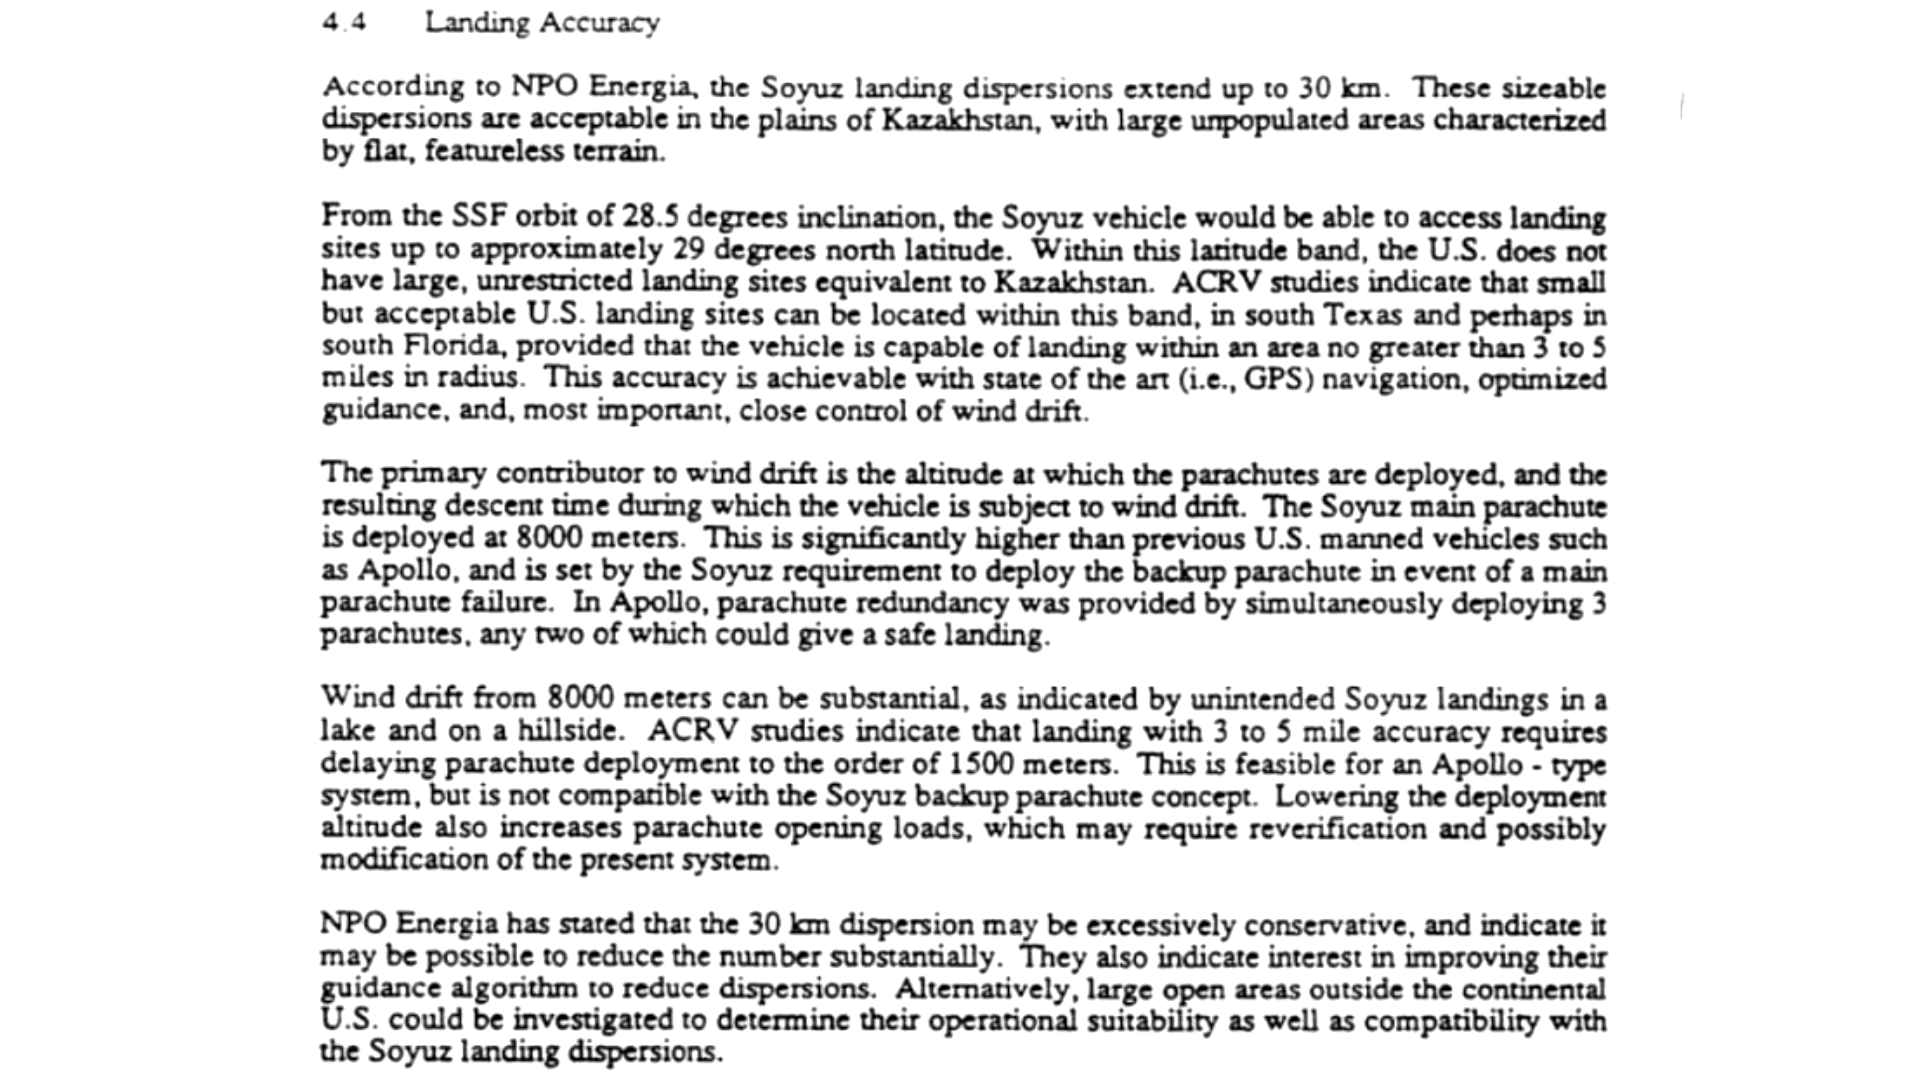 4.4 Landing Accuracy
According to NPO Energia, the Soyuz landing dispersions extend up to 30 km. These sizeable
dispersions are acceptable in the plains of Kazakhstan, with large unpopulated areas characterized
by flat, featureless terrain.
From the SSF orbit of 28.5 degrees inclination, the Soyuz vehicle would be able to access landing
sites up to approximately 29 degrees north latitude. Within this latitude band, the U.S. does not
have large, unrestricted landing sites equivalent to Kazakhstan. ACRV studies indicate that small
but acceptable U.S. landing sites can be located within this band, in south Texas and perhaps in
south Florida, provided that the vehicle is capable of landing within an area no greater than 3 to 5
miles in radius. This accuracy is achievable with state of the art (i.e., GPS) navigation, optimized
guidance, and, most important, close control of wind drift.
The primary contributor to wind drift is the altitude at which the parachutes are deployed, and the
resulting descent time during which the vehicle is subject to wind drift. The Soyuz main parachute
is deployed at 8000 meters. This is significantly higher than previous U.S. manned vehicles such
as Apollo, and is set by the Soyuz requirement to deploy the backup parachute in event of a main
parachute failure. In Apollo, parachute redundancy was provided by simultaneously deploying 3
parachutes, any two of which could give a safe landing.
Wind drift from 8000 meters can be substantial, as indicated by unintended Soyuz landings in a
lake and on a hillside. ACRV studies indicate that landing with 3 to 5 mile accuracy requires
delaying parachute deployment to the order of 1500 meters. This is feasible for an Apollo - type
system, but is not compatible with the Soyuz backup parachute concept. Lowering the deployment
altitude also increases parachute opening loads, which may require reverification and possibly
modification of the present system.
NPO Energia has stated that the 30 km dispersion may be excessively conservative, and indicate it
may be possible to reduce the number substantially. They also indicate interest in improving their
guidance algorithm to reduce dispersions. Alternatively, large open areas outside the continental
U.S. could be investigated to determine their operational suitability as well as compatibility with
the Soyuz landing dispersions.